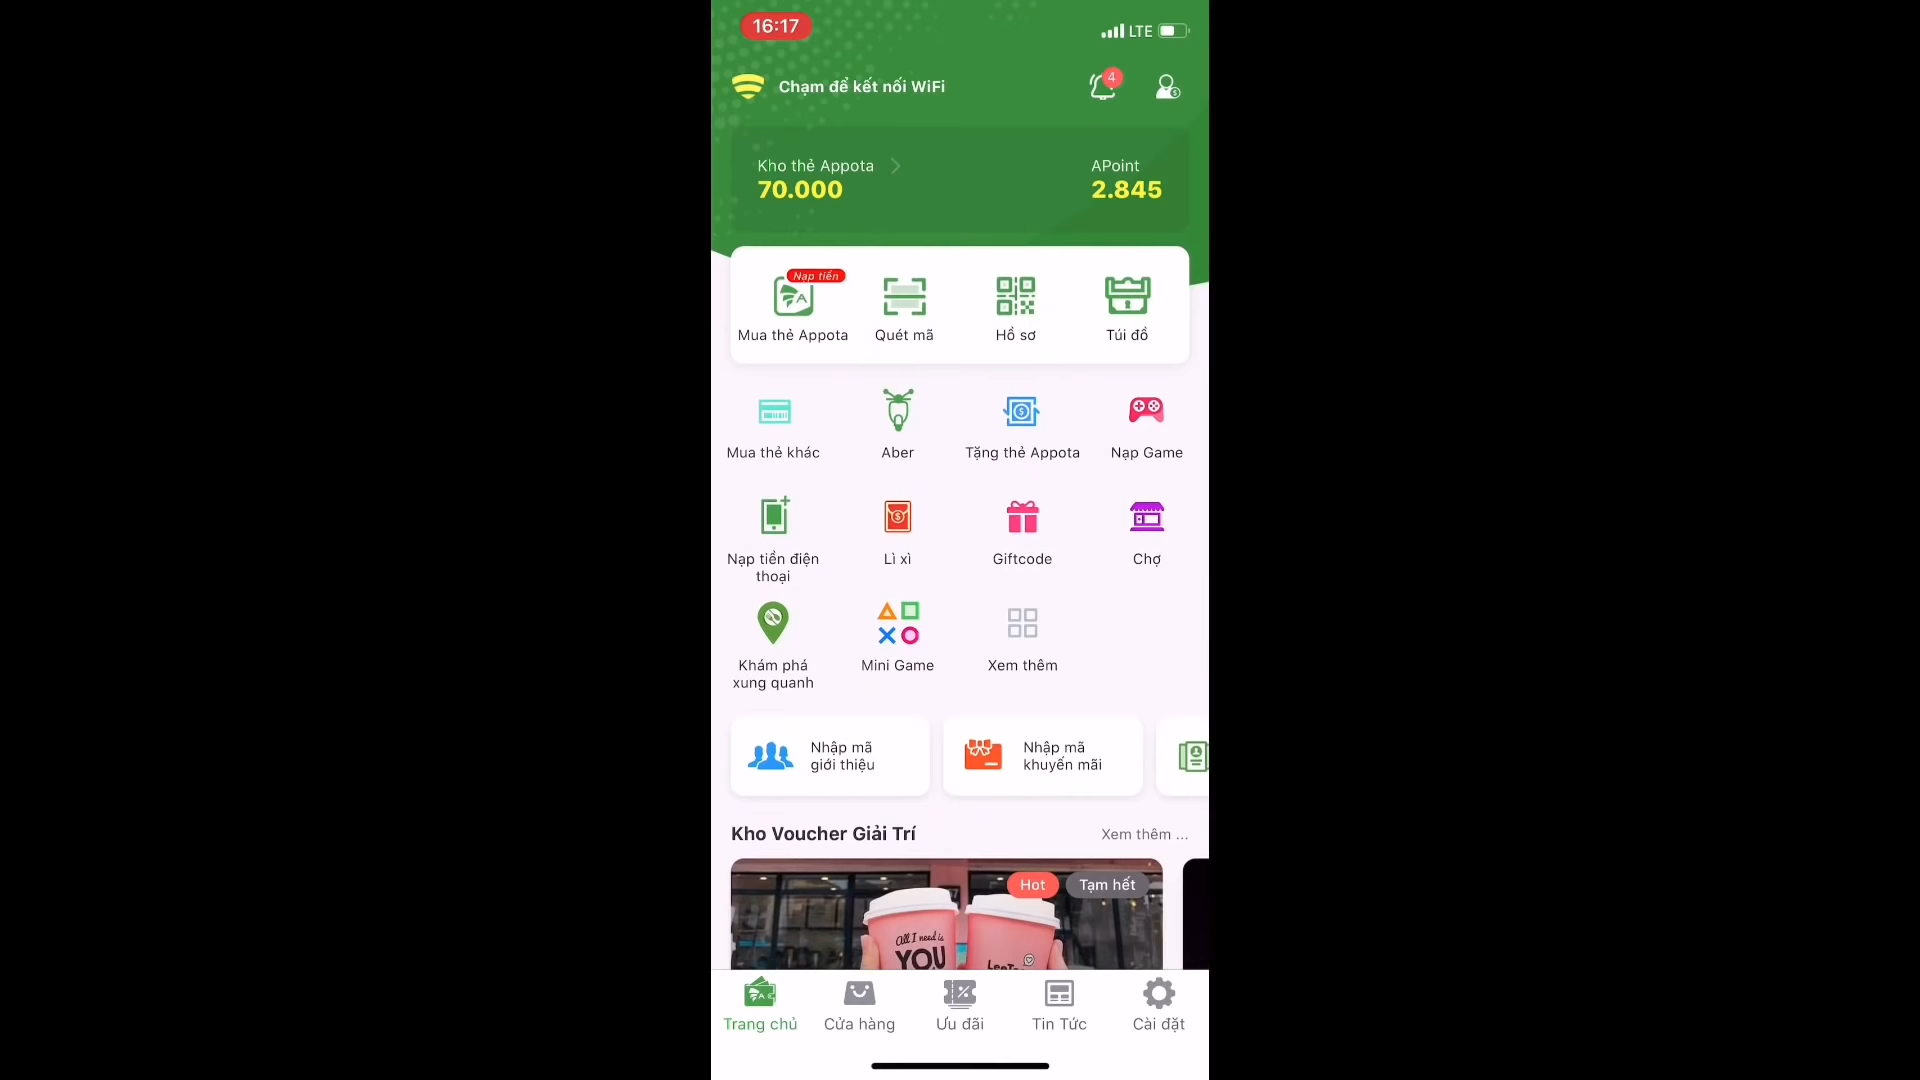 16:17
LTE
Chạm để kết nối WiFi
4
Kho thẻ Appota
APoint
70.000
2.845
Nạp tiền
Mua thẻ Appota
Quét mã
Hồ sơ
Túi đồ
Mua thẻ khác
Aber
Tặng thẻ Appota
Nạp Game
Nạp tiền điện
thoại
Lì xì
Giftcode
Chợ
Khám phá
xung quanh
Mini Game
Xem thêm
Nhập mã
giới thiệu
Nhập mã
khuyến mãi
Kho Voucher Giải Trí
Xem thêm ...
Hot
Tạm hết
All I need is
YOU
Trang chủ
Cửa hàng
Ưu đãi
Tin Tức
Cài đặt